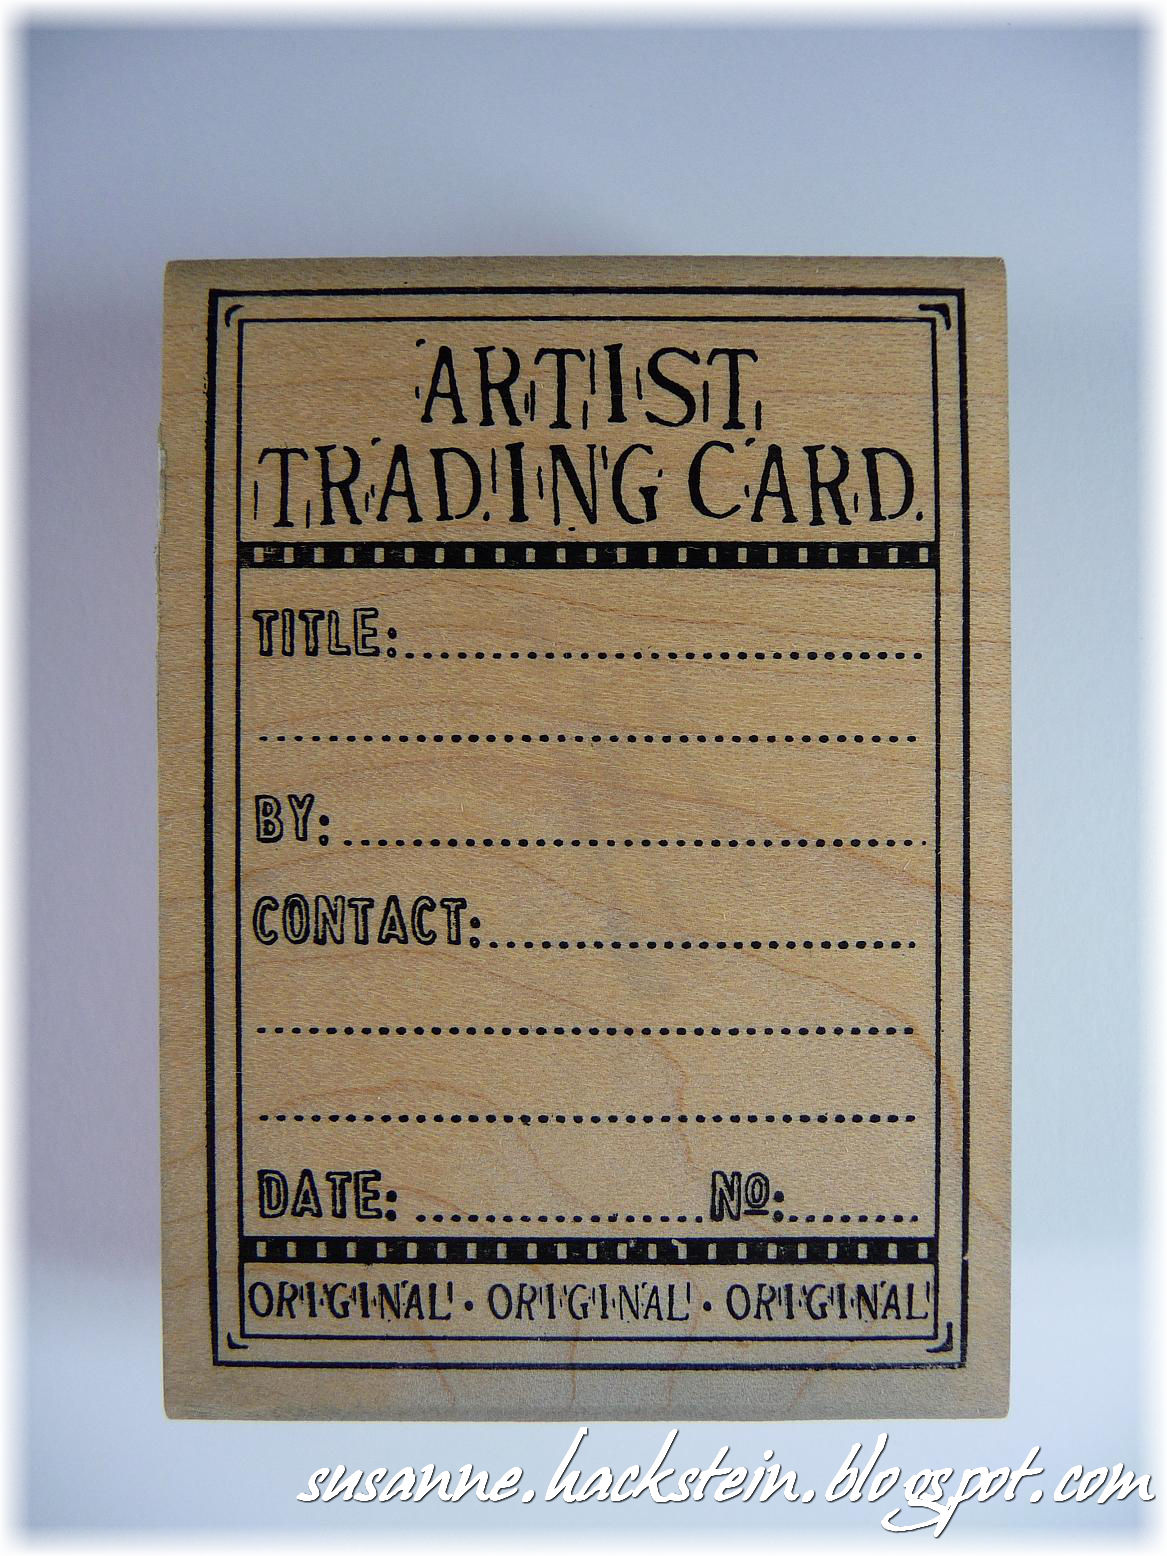 ARTIST
TRADING CARD
TITLE:
BY:
CONTACT:
DATE: No:
ORIGINAL · ORIGINAL · ORIGINAL
susanne.hackstein.blogspot.com